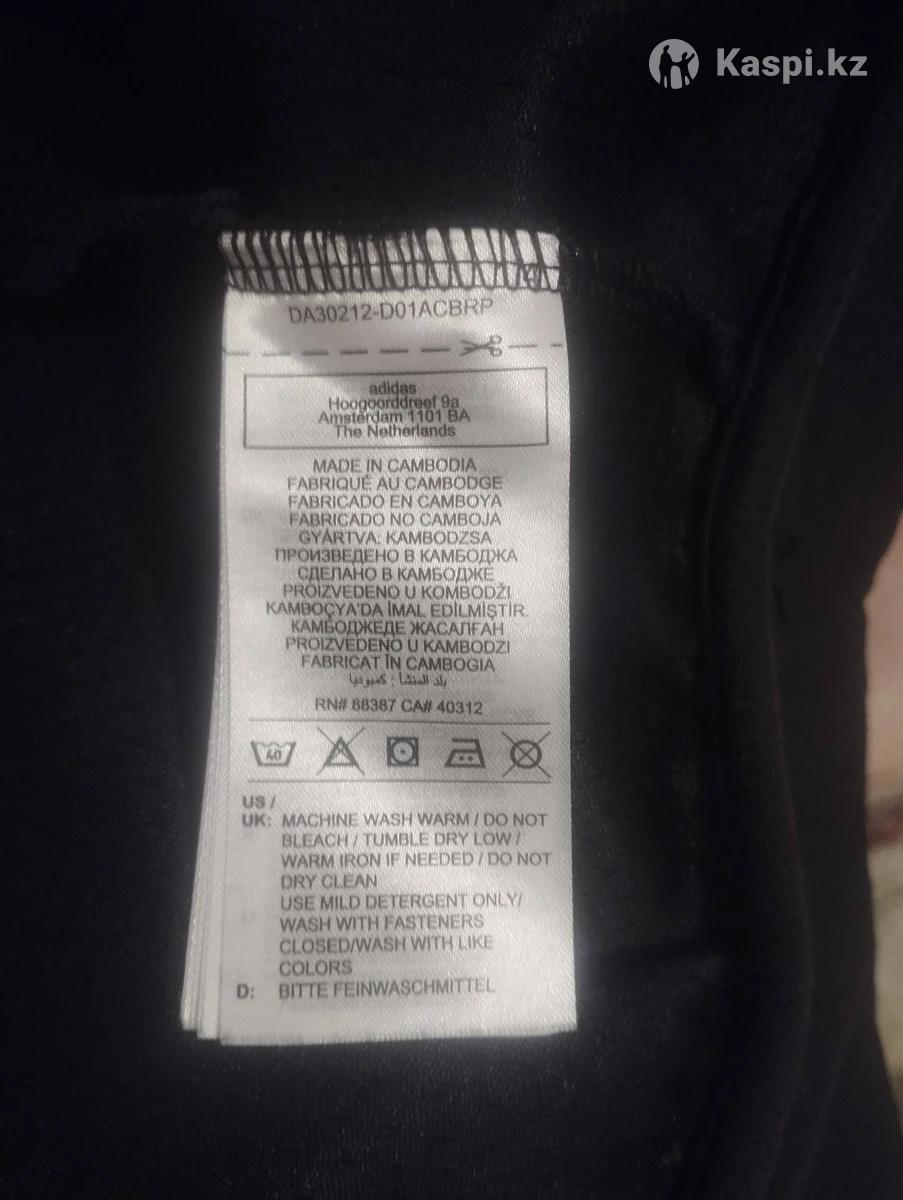 Kaspi.kz
DA30212-D01ACBRP
adidas
Hoogoorddreef 9a
Amsterdam 1101 BA
The Netherlands
MADE IN CAMBODIA
FABRIQUÉ AU CAMBODGE
FABRICADO EN CAMBOYA
FABRICADO NO CAMBOJA
GYÁRTVA: KAMBODZSA
ПРОИЗВЕДЕНО В КАМБОДЖА
СДЕЛАНО В КАМБОДЖЕ
PROIZVEDENO U KOMBODŽI
KAMBOÇYA'DA İMAL EDİLMİŞTİR.
КАМБОДЖЕДЕ ЖАСАЛҒАН
PROIZVEDENO U KAMBODZI
FABRICAT ÎN CAMBOGIA
بلد المنشأ : كمبوديا
RN# 88387 CA# 40312
40
US /
UK: MACHINE WASH WARM / DO NOT
BLEACH / TUMBLE DRY LOW /
WARM IRON IF NEEDED / DO NOT
DRY CLEAN
USE MILD DETERGENT ONLY/
WASH WITH FASTENERS
CLOSED/WASH WITH LIKE
COLORS
D: BITTE FEINWASCHMITTEL